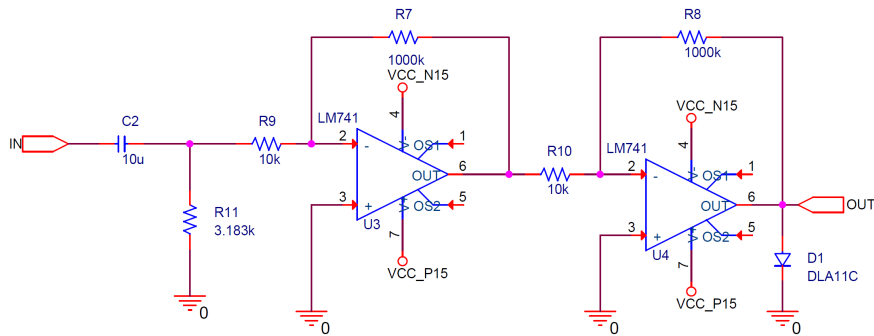 R7
1000k
R8
1000k
VCC_N15
VCC_N15
IN
C2
10u
R9
10k
LM741
4
2
-
V-
OS1
1
OUT
6
3
+
V+
OS2
5
U3
7
VCC_P15
R11
3.183k
0
0
R10
10k
LM741
4
2
-
V-
OS1
1
OUT
6
OUT
3
+
V+
OS2
5
U4
7
VCC_P15
D1
DLA11C
0
0